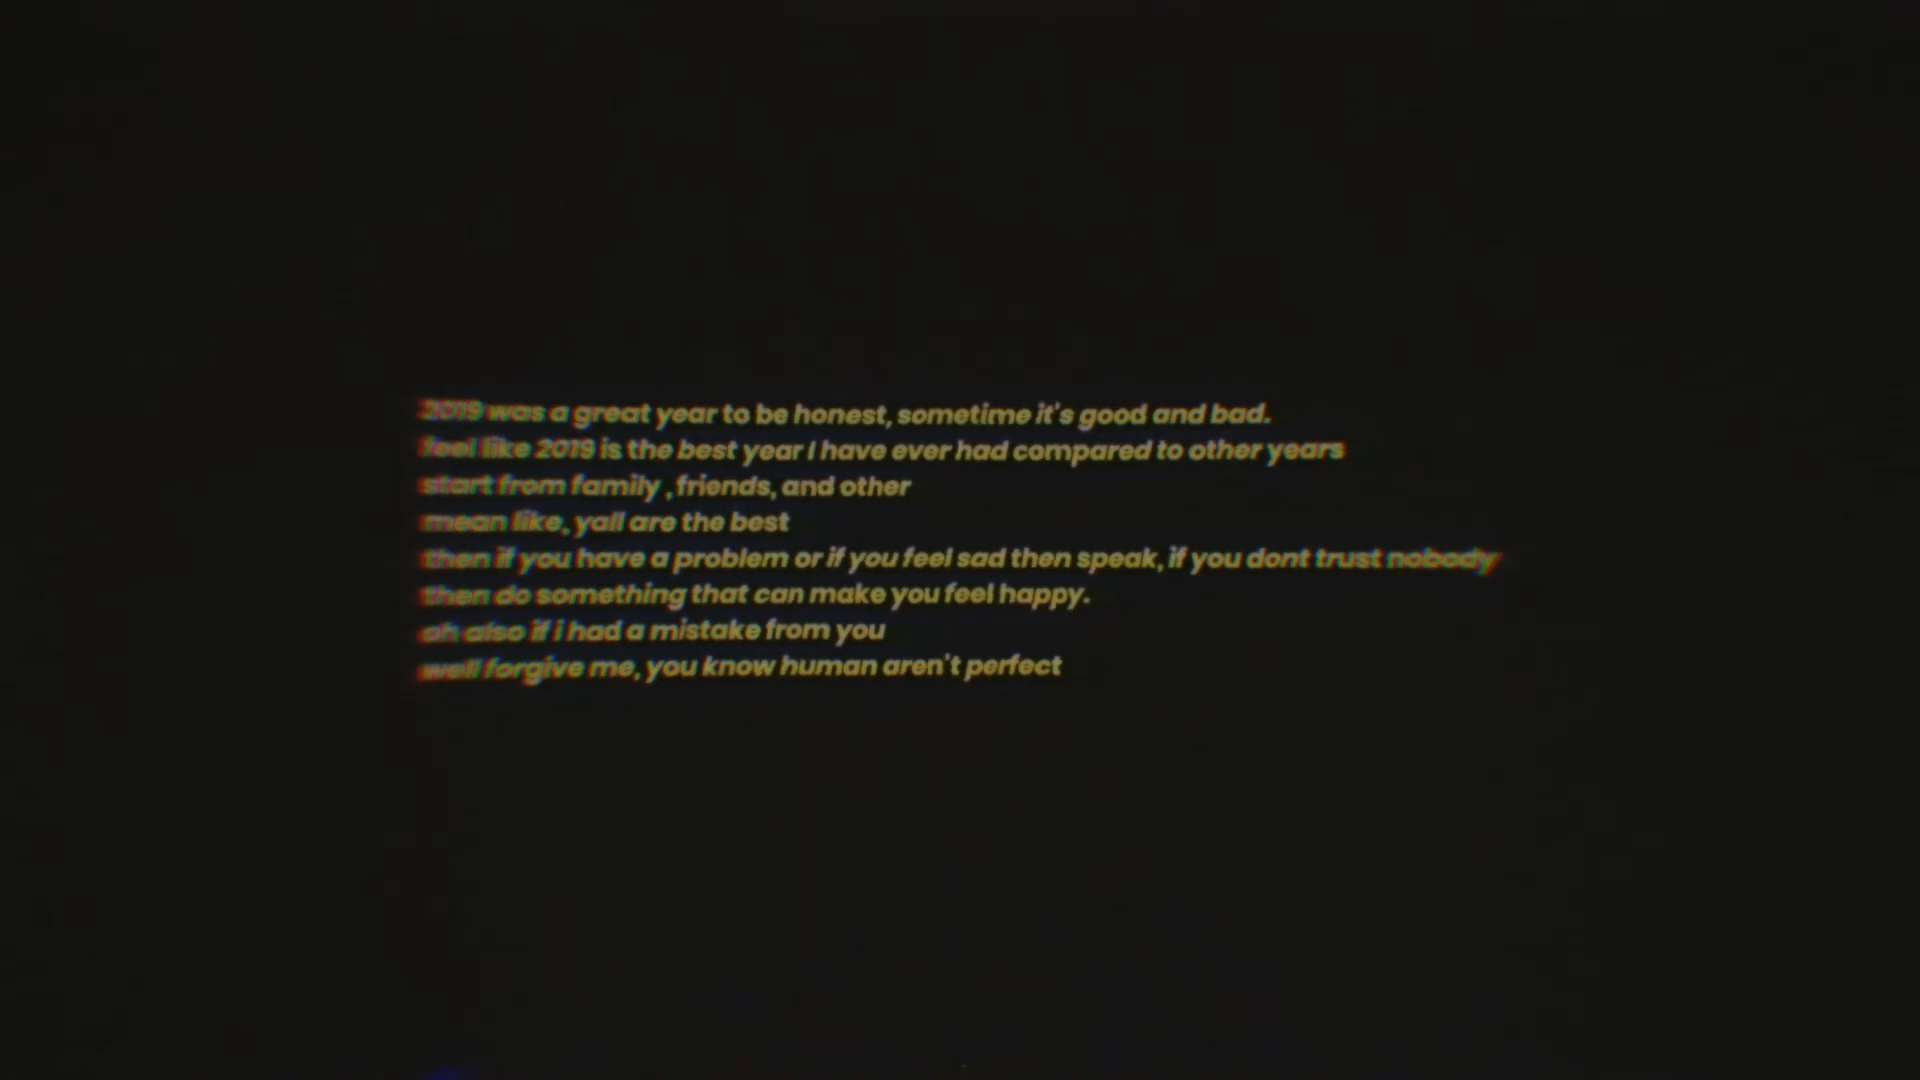 2019 was a great year to be honest, sometime it's good and bad.
feel like 2019 is the best year I have ever had compared to other years
start from family , friends, and other
mean like, yall are the best
then if you have a problem or if you feel sad then speak, if you dont trust nobody
then do something that can make you feel happy.
oh also if i had a mistake from you
well forgive me, you know human aren't perfect